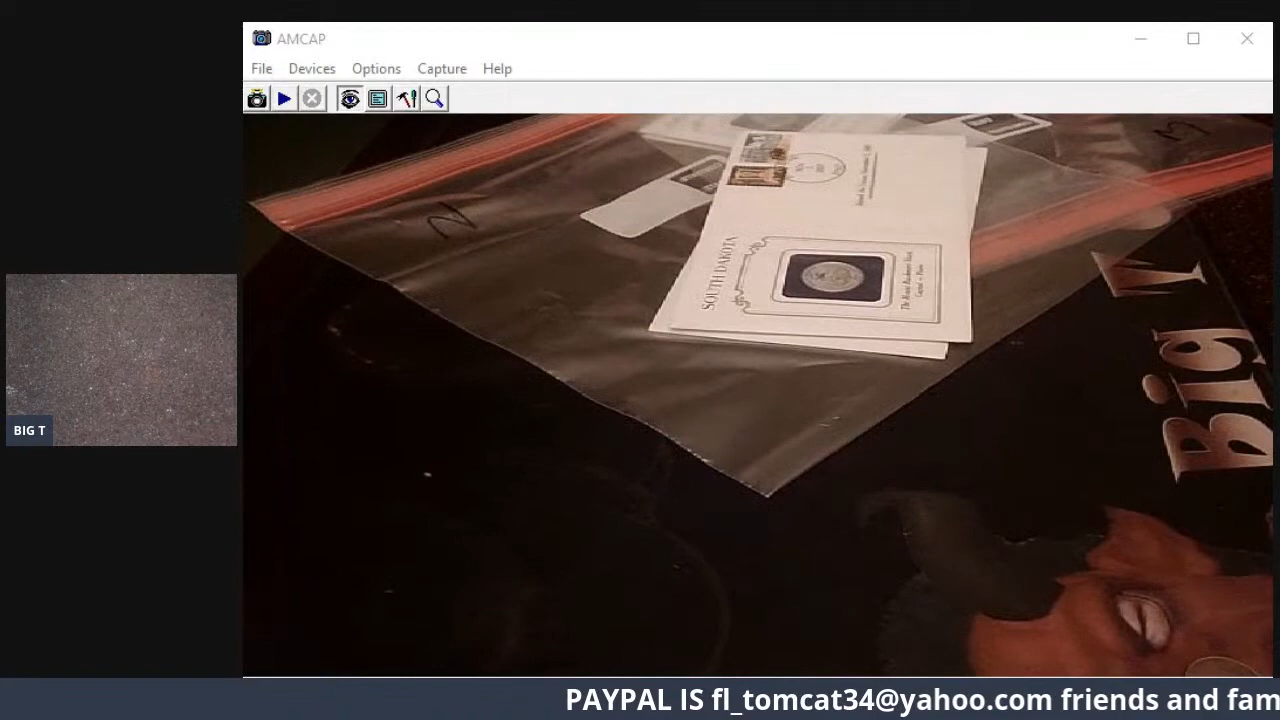 AMCAP
File Devices Options Capture Help
N
M
SOUTH DAKOTA
Big V
BIG T
PAYPAL IS fl_tomcat34@yahoo.com friends and fam